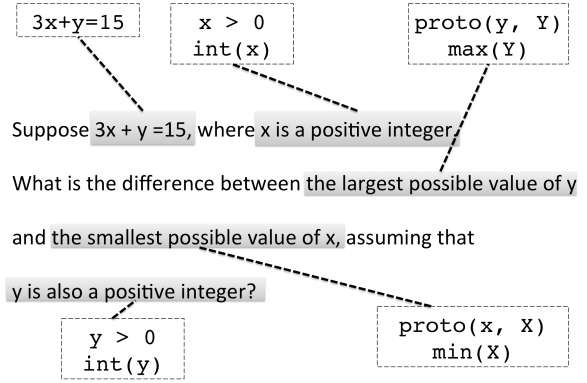 3x+y=15
x > 0
int(x)
proto(y, Y)
max(Y)
Suppose 3x + y =15, where x is a positive integer.
What is the difference between the largest possible value of y
and the smallest possible value of x, assuming that
y is also a positive integer?
y > 0
int(y)
proto(x, X)
min(X)